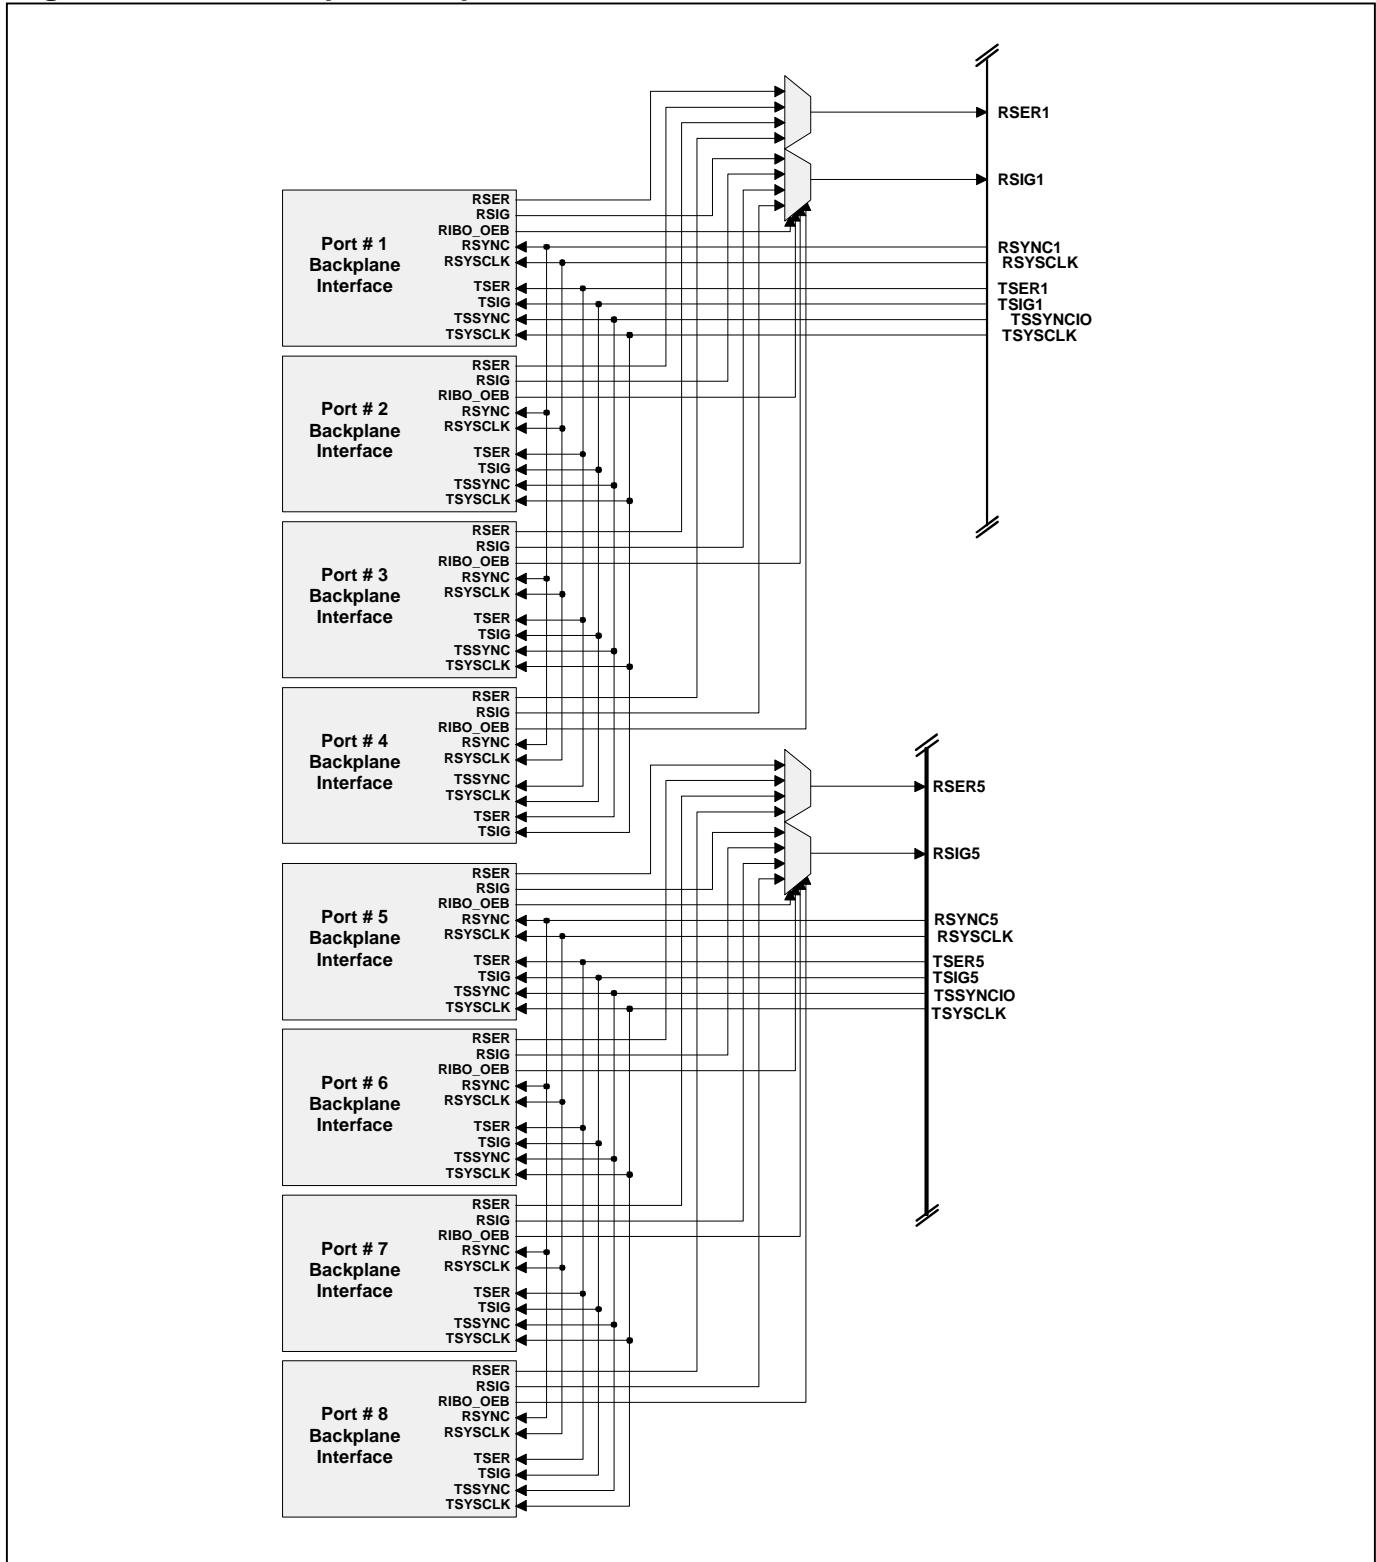 RSER1
RSIG1
RSER
RSIG
RIBO_OEB
RSYNC
RSYSCLK
TSER
TSIG
TSSYNC
TSYSCLK
Port # 1
Backplane
Interface
RSYNC1
RSYSCLK
TSER1
TSIG1
TSSYNCIO
TSYSCLK
RSER
RSIG
RIBO_OEB
RSYNC
RSYSCLK
TSER
TSIG
TSSYNC
TSYSCLK
Port # 2
Backplane
Interface
RSER
RSIG
RIBO_OEB
RSYNC
RSYSCLK
TSER
TSIG
TSSYNC
TSYSCLK
Port # 3
Backplane
Interface
RSER
RSIG
RIBO_OEB
RSYNC
RSYSCLK
TSSYNC
TSYSCLK
TSER
TSIG
Port # 4
Backplane
Interface
RSER5
RSIG5
RSER
RSIG
RIBO_OEB
RSYNC
RSYSCLK
TSER
TSIG
TSSYNC
TSYSCLK
Port # 5
Backplane
Interface
RSYNC5
RSYSCLK
TSER5
TSIG5
TSSYNCIO
TSYSCLK
RSER
RSIG
RIBO_OEB
RSYNC
RSYSCLK
TSER
TSIG
TSSYNC
TSYSCLK
Port # 6
Backplane
Interface
RSER
RSIG
RIBO_OEB
RSYNC
RSYSCLK
TSER
TSIG
TSSYNC
TSYSCLK
Port # 7
Backplane
Interface
RSER
RSIG
RIBO_OEB
RSYNC
RSYSCLK
TSER
TSIG
TSSYNC
TSYSCLK
Port # 8
Backplane
Interface